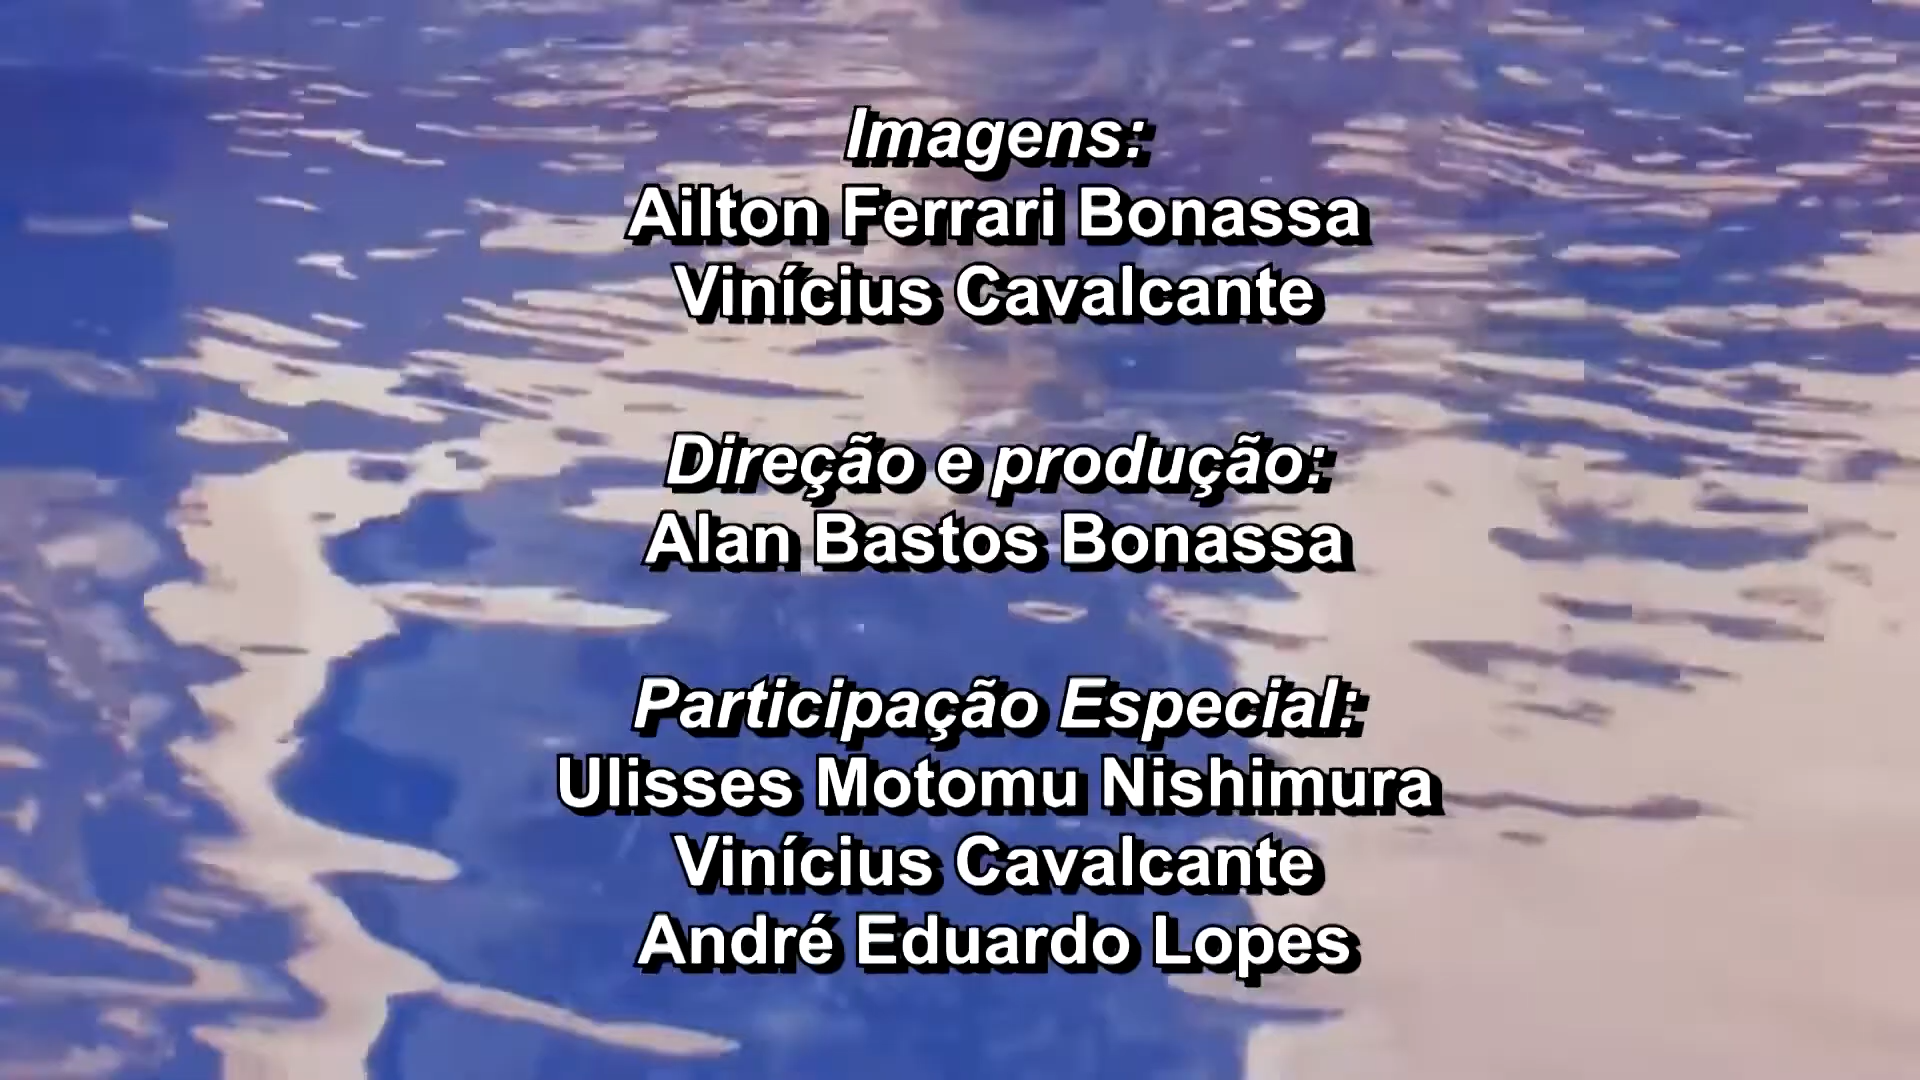 Imagens:
Ailton Ferrari Bonassa
Vinícius Cavalcante
Direção e produção:
Alan Bastos Bonassa
Participação Especial:
Ulisses Motomu Nishimura
Vinícius Cavalcante
André Eduardo Lopes